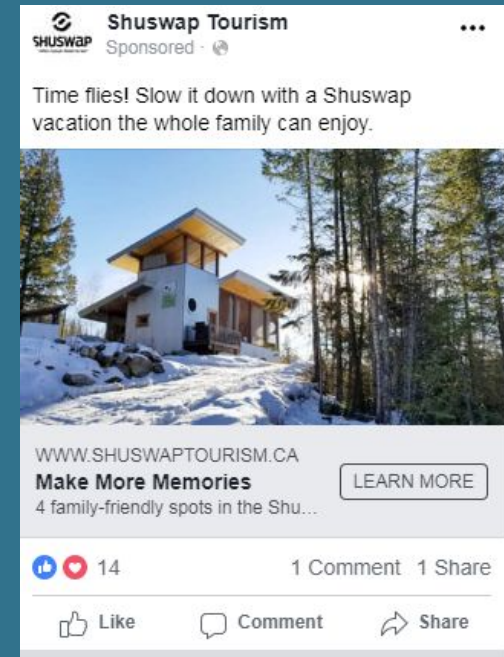 SHUSWAP
Shuswap Tourism
Sponsored ·
Time flies! Slow it down with a Shuswap
vacation the whole family can enjoy.
WWW.SHUSWAPTOURISM.CA
Make More Memories
4 family-friendly spots in the Shu...
LEARN MORE
14
1 Comment 1 Share
Like Comment Share